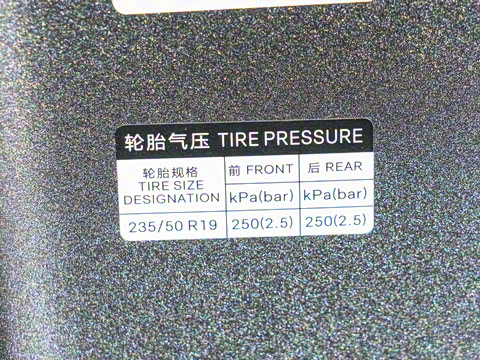 轮胎气压 TIRE PRESSURE
轮胎规格 前 FRONT 后 REAR
TIRE SIZE
DESIGNATION kPa(bar) kPa(bar)
235/50 R19 250(2.5) 250(2.5)